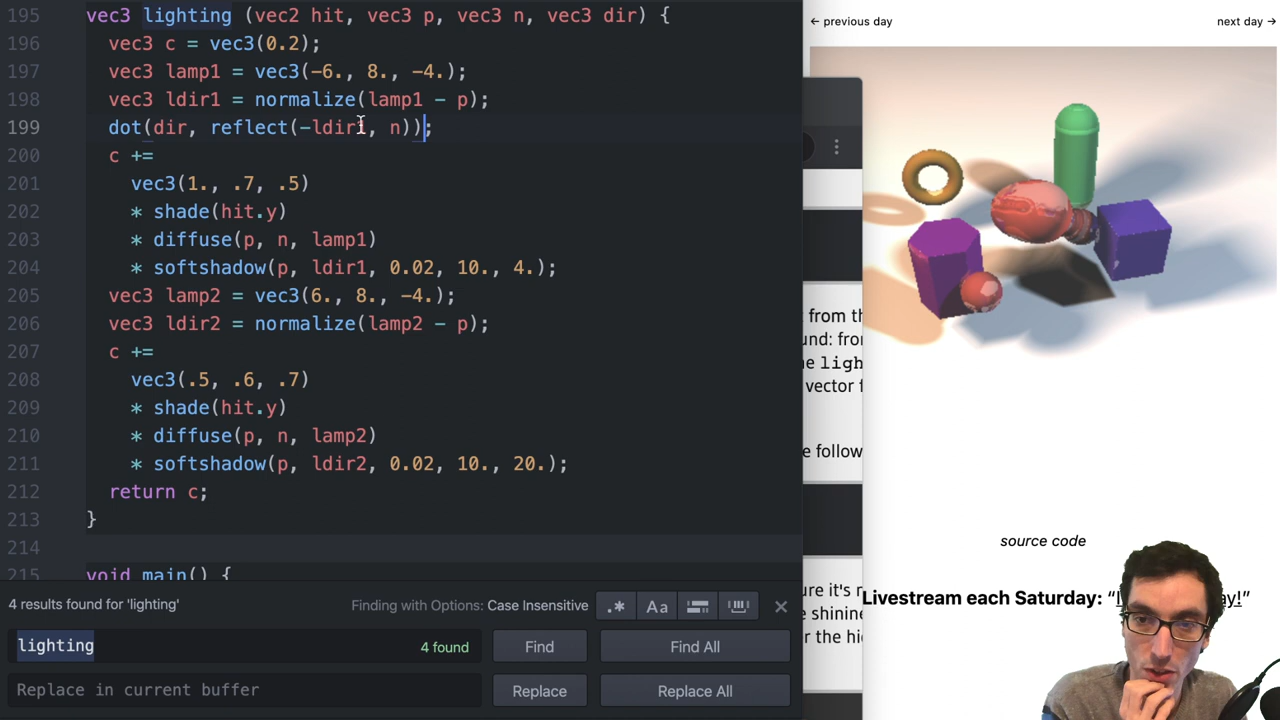 195 vec3 lighting (vec2 hit, vec3 p, vec3 n, vec3 dir) {
196 vec3 c = vec3(0.2);
197 vec3 lamp1 = vec3(-6., 8., -4.);
198 vec3 ldir1 = normalize(lamp1 - p);
199 dot(dir, reflect(-ldir1, n));
200 c +=
201 vec3(1., .7, .5)
202 * shade(hit.y)
203 * diffuse(p, n, lamp1)
204 * softshadow(p, ldir1, 0.02, 10., 4.);
205 vec3 lamp2 = vec3(6., 8., -4.);
206 vec3 ldir2 = normalize(lamp2 - p);
207 c +=
208 vec3(.5, .6, .7)
209 * shade(hit.y)
210 * diffuse(p, n, lamp2)
211 * softshadow(p, ldir2, 0.02, 10., 20.);
212 return c;
213 }
214
215 void main() {
4 results found for 'lighting'
Finding with Options: Case Insensitive
.* Aa
lighting
4 found
Find
Find All
Replace in current buffer
Replace
Replace All
← previous day
next day →
from
vector
e follow
source code
Livestream each Saturday: “
!”